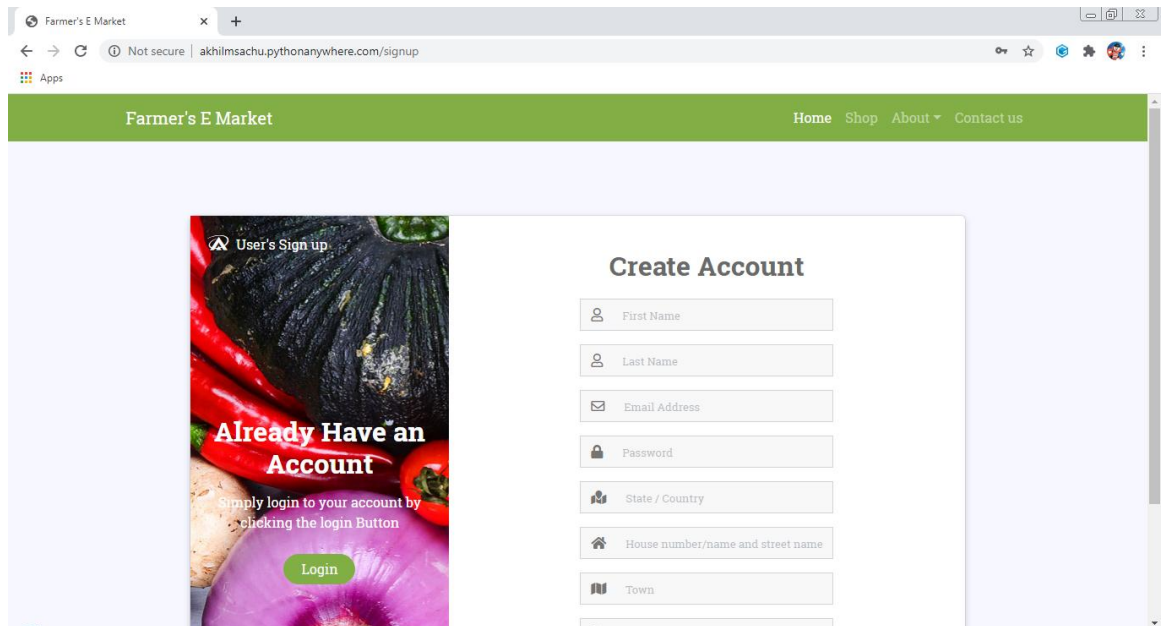 Farmer's E Market
Not secure | akhilmsachu.pythonanywhere.com/signup
Apps
Farmer's E Market
Home Shop About Contact us
User's Sign up
Already Have an
Account
Simply login to your account by
clicking the login Button
Login
Create Account
First Name
Last Name
Email Address
Password
State / Country
House number/name and street name
Town